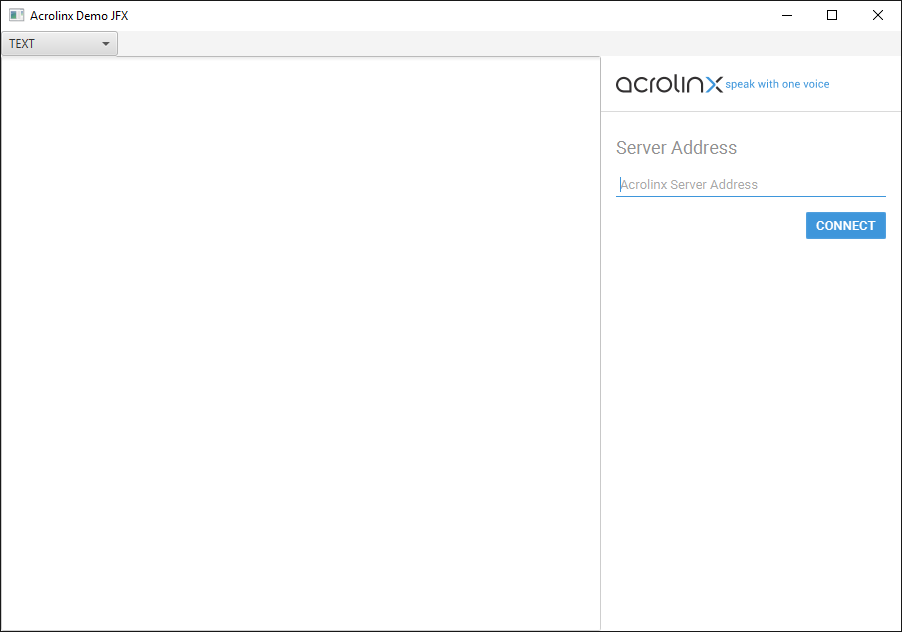 Acrolinx Demo JFX
TEXT
acrolinx speak with one voice
Server Address
Acrolinx Server Address
CONNECT